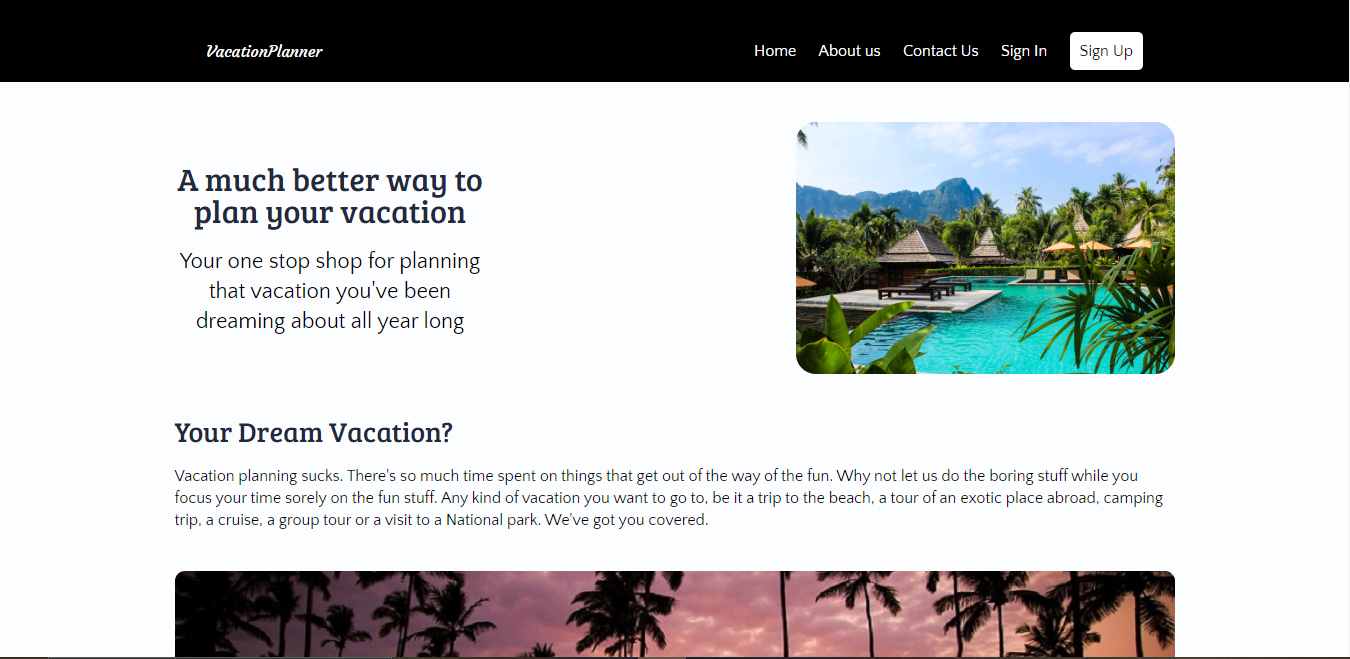 VacationPlanner
Home
About us
Contact Us
Sign In
Sign Up
A much better way to
plan your vacation
Your one stop shop for planning
that vacation you've been
dreaming about all year long
Your Dream Vacation?
Vacation planning sucks. There's so much time spent on things that get out of the way of the fun. Why not let us do the boring stuff while you
focus your time sorely on the fun stuff. Any kind of vacation you want to go to, be it a trip to the beach, a tour of an exotic place abroad, camping
trip, a cruise, a group tour or a visit to a National park. We've got you covered.